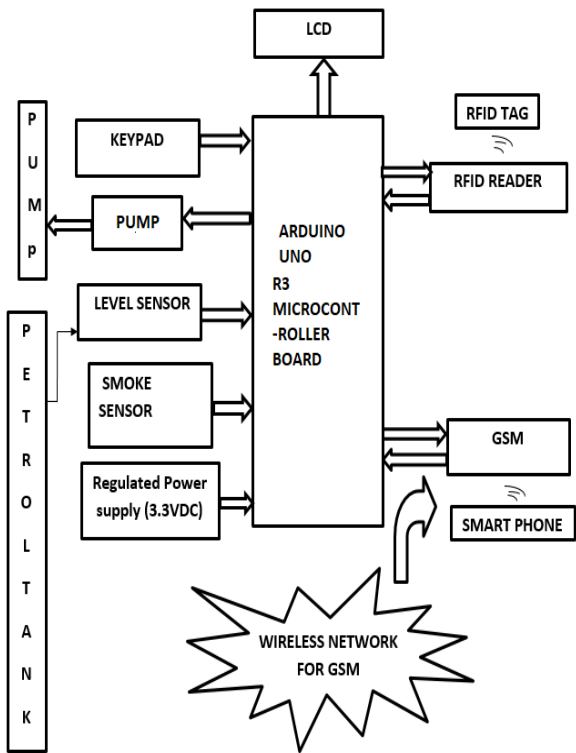 LCD
P
U
M
p
KEYPAD
PUMP
LEVEL SENSOR
SMOKE
SENSOR
Regulated Power
supply (3.3VDC)
P
E
T
R
O
L
T
A
N
K
ARDUINO
UNO
R3
MICROCONT
-ROLLER
BOARD
RFID TAG
RFID READER
GSM
SMART PHONE
WIRELESS NETWORK
FOR GSM